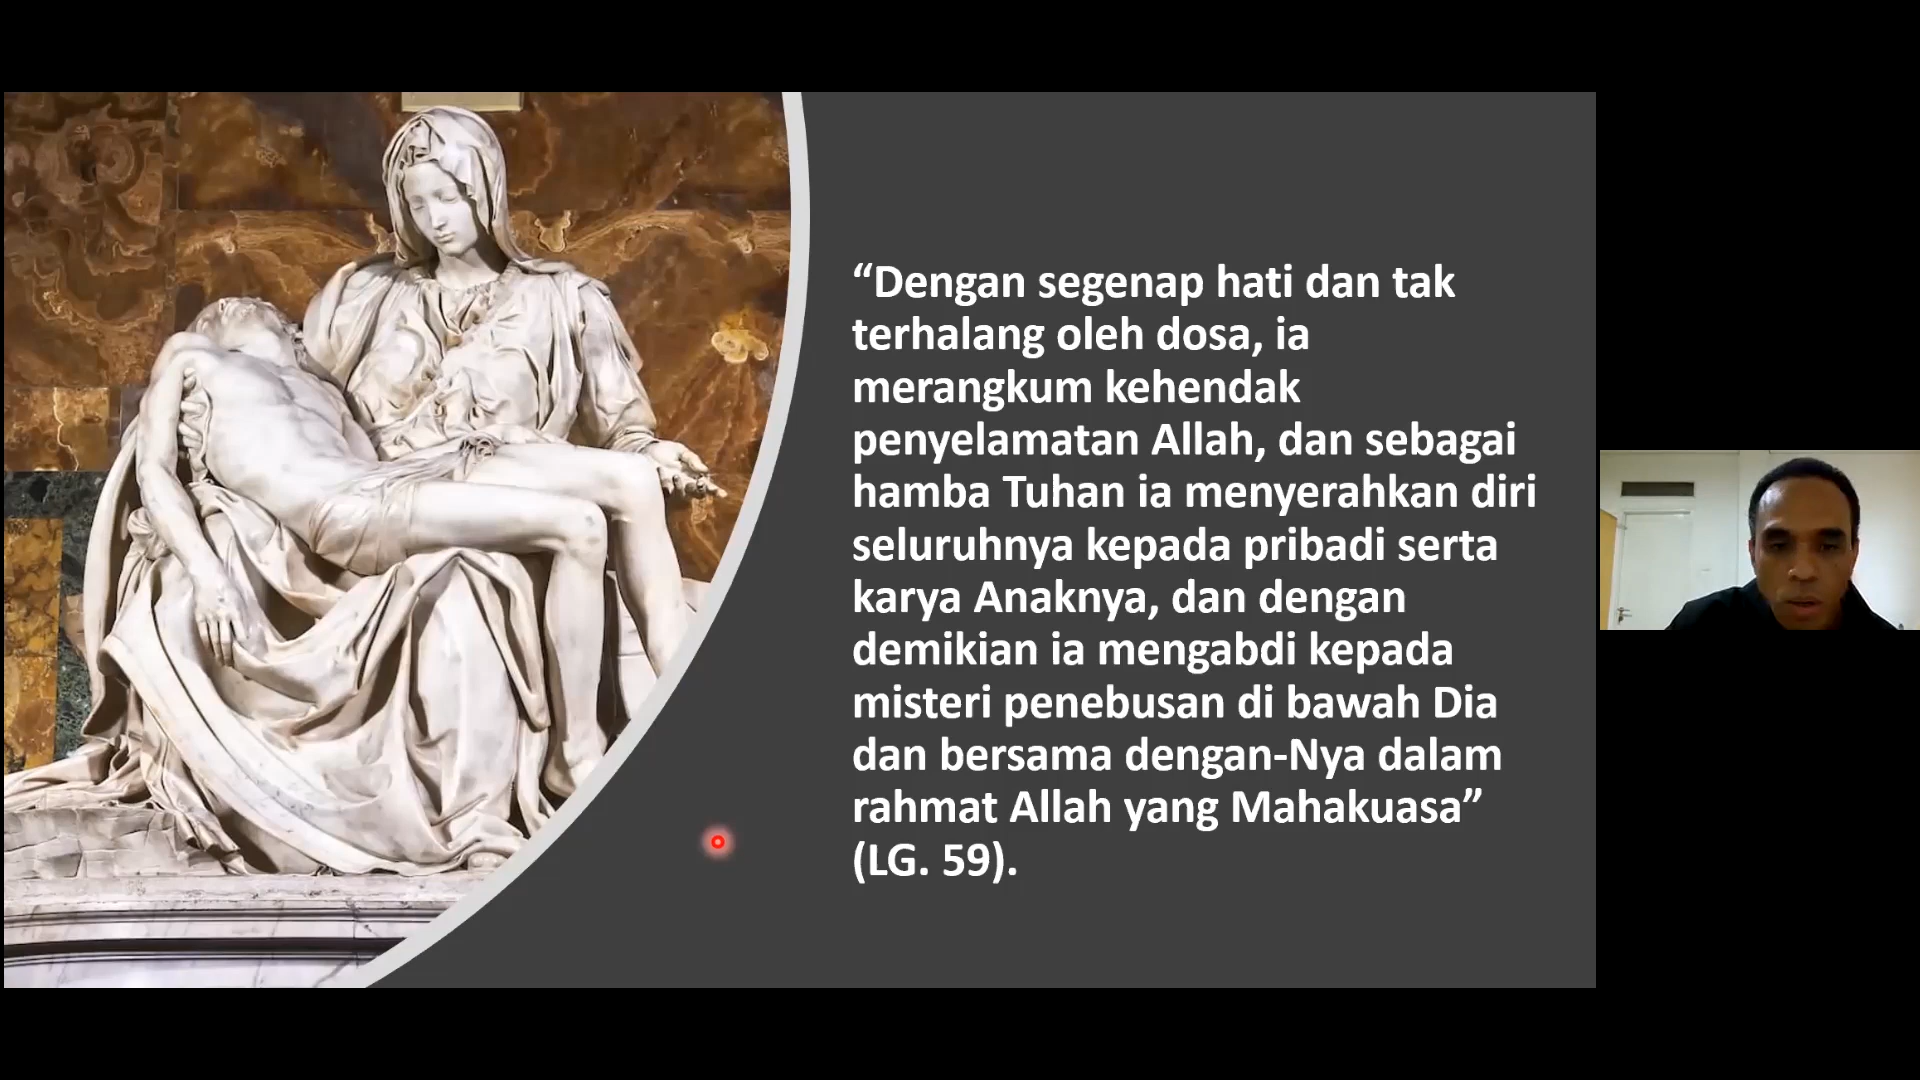 “Dengan segenap hati dan tak
terhalang oleh dosa, ia
merangkum kehendak
penyelamatan Allah, dan sebagai
hamba Tuhan ia menyerahkan diri
seluruhnya kepada pribadi serta
karya Anaknya, dan dengan
demikian ia mengabdi kepada
misteri penebusan di bawah Dia
dan bersama dengan-Nya dalam
rahmat Allah yang Mahakuasa”
(LG. 59).